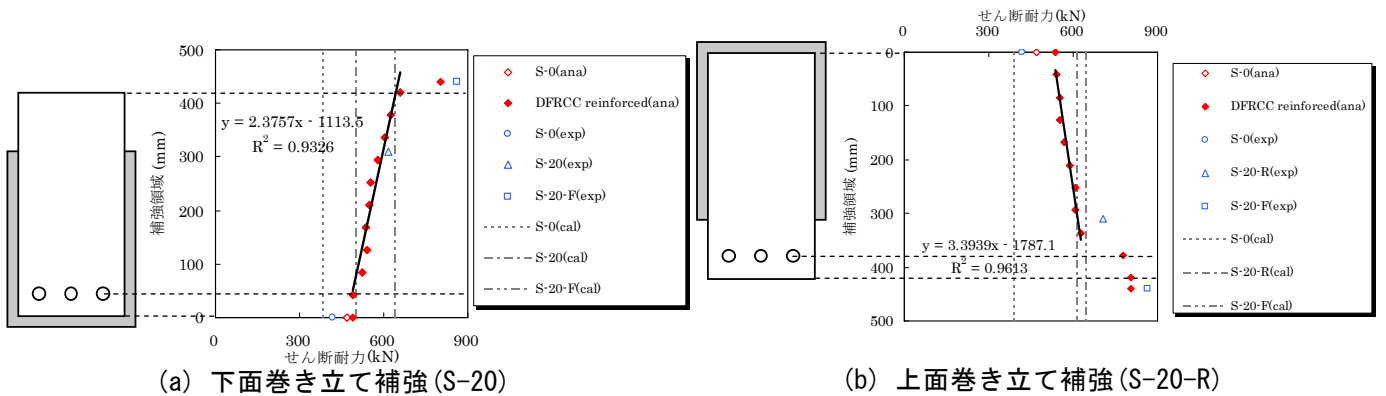 500
400
300
200
100
0
補強領域 (mm)
y = 2.3757x - 1113.5
R² = 0.9326
0 300 600 900
せん断耐力(kN)
S-0(ana)
DFRCC reinforced(ana)
S-0(exp)
S-20(exp)
S-20-F(exp)
S-0(cal)
S-20(cal)
S-20-F(cal)
(a) 下面巻き立て補強(S-20)
せん断耐力(kN)
0 300 600 900
0
100
200
300
400
500
補強領域 (mm)
y = 3.3939x - 1787.1
R² = 0.9613
S-0(ana)
DFRCC reinforced(ana)
S-0(exp)
S-20-R(exp)
S-20-F(exp)
S-0(cal)
S-20-R(cal)
S-20-F(cal)
(b) 上面巻き立て補強(S-20-R)